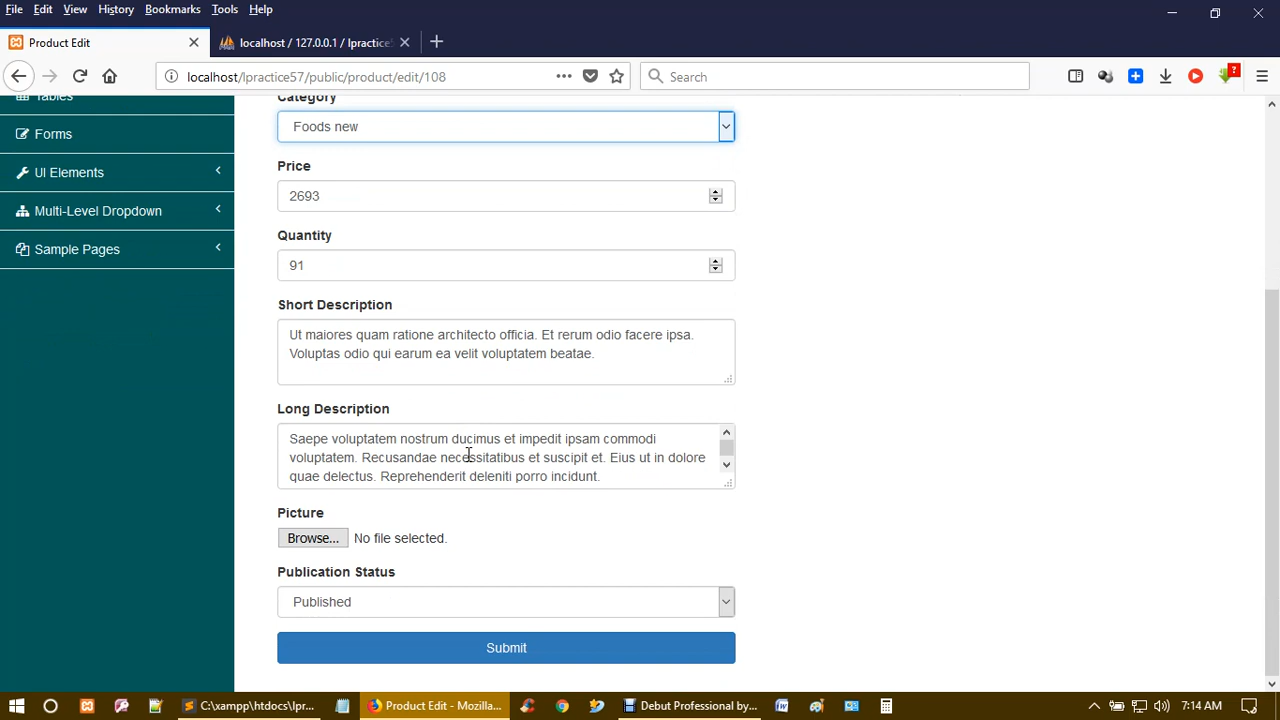 File Edit View History Bookmarks Tools Help
Product Edit
localhost / 127.0.0.1 / lpractice5
localhost/lpractice57/public/product/edit/108
Search
?
Tables
Forms
UI Elements
Multi-Level Dropdown
Sample Pages
Category
Foods new
Price
2693
Quantity
91
Short Description
Ut maiores quam ratione architecto officia. Et rerum odio facere ipsa.
Voluptas odio qui earum ea velit voluptatem beatae.
Long Description
Saepe voluptatem nostrum ducimus et impedit ipsam commodi
voluptatem. Recusandae necessitatibus et suscipit et. Eius ut in dolore
quae delectus. Reprehenderit deleniti porro incidunt.
Picture
Browse... No file selected.
Publication Status
Published
Submit
C:\xampp\htdocs\lpr...
Product Edit - Mozilla...
Debut Professional by...
7:14 AM